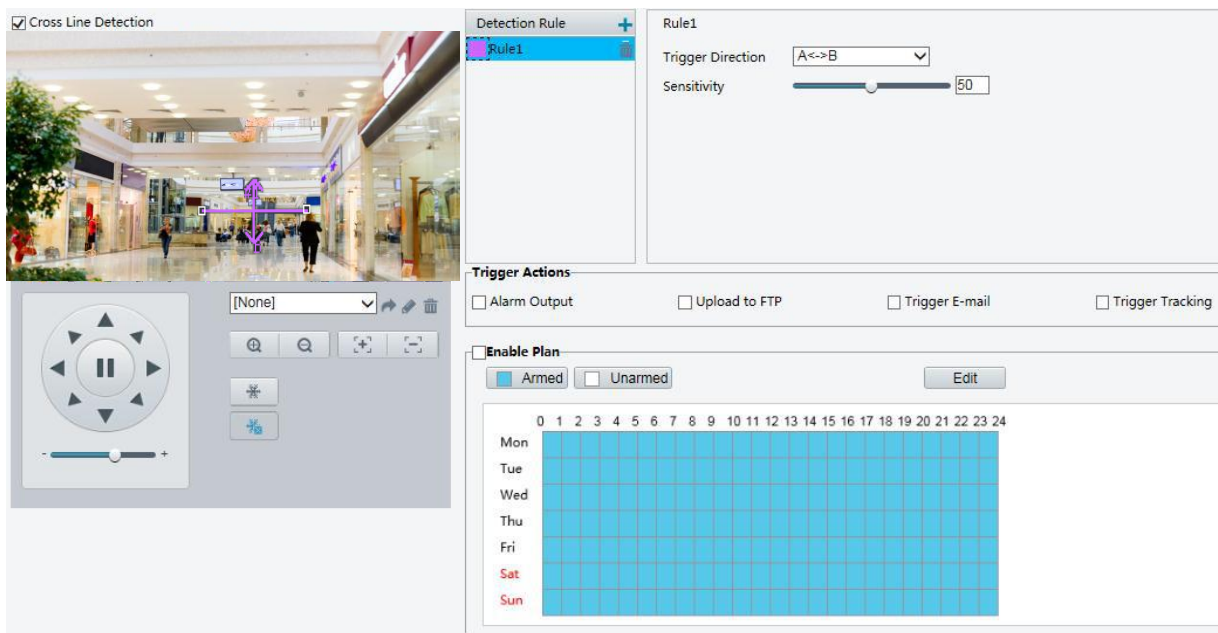 Cross Line Detection
Detection Rule
Rule1
Rule1
Trigger Direction A<->B
Sensitivity 50
[None]
Trigger Actions
Alarm Output Upload to FTP Trigger E-mail Trigger Tracking
Enable Plan
Armed Unarmed Edit
0 1 2 3 4 5 6 7 8 9 10 11 12 13 14 15 16 17 18 19 20 21 22 23 24
Mon
Tue
Wed
Thu
Fri
Sat
Sun